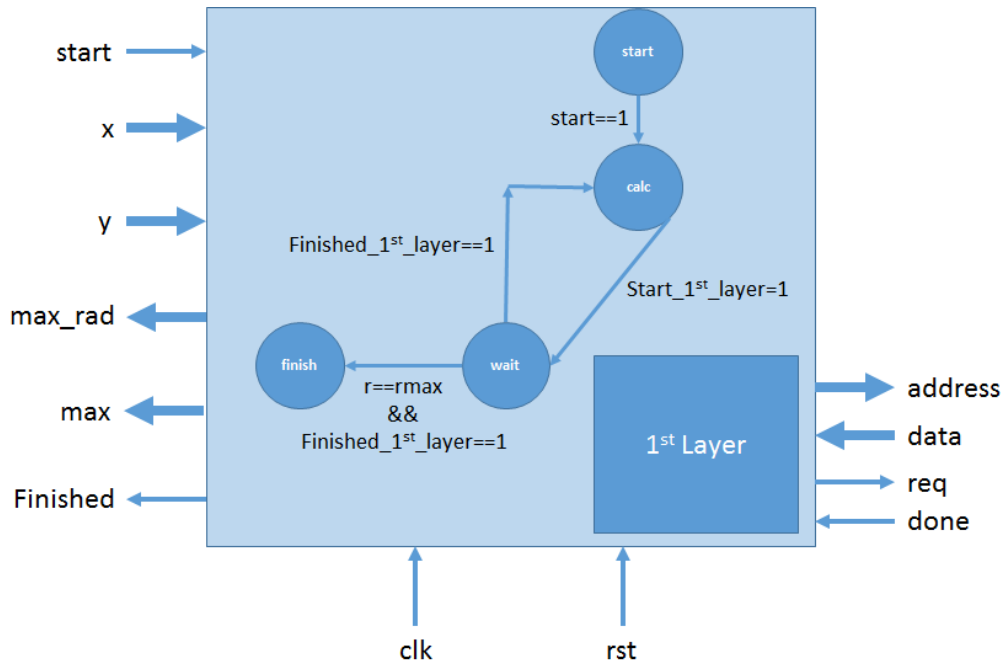 start
start
start==1
x
calc
y
Finished_1st_layer==1
Start_1st_layer=1
max_rad
finish
wait
r==rmax
&&
Finished_1st_layer==1
max
1st Layer
address
data
req
done
Finished
clk
rst